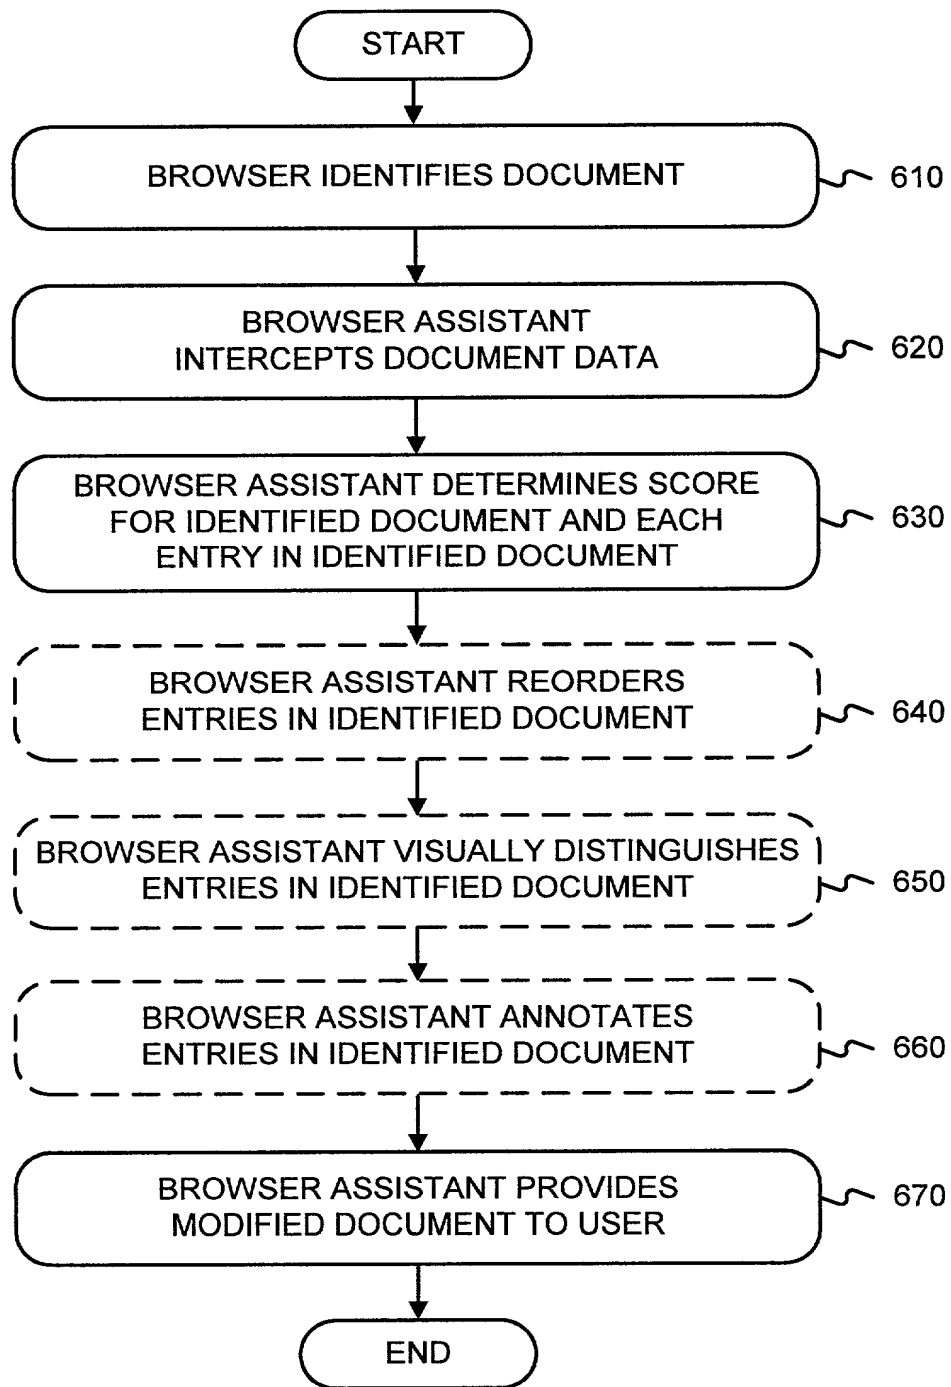 START
BROWSER IDENTIFIES DOCUMENT
610
BROWSER ASSISTANT
INTERCEPTS DOCUMENT DATA
620
BROWSER ASSISTANT DETERMINES SCORE
FOR IDENTIFIED DOCUMENT AND EACH
ENTRY IN IDENTIFIED DOCUMENT
630
BROWSER ASSISTANT REORDERS
ENTRIES IN IDENTIFIED DOCUMENT
640
BROWSER ASSISTANT VISUALLY DISTINGUISHES
ENTRIES IN IDENTIFIED DOCUMENT
650
BROWSER ASSISTANT ANNOTATES
ENTRIES IN IDENTIFIED DOCUMENT
660
BROWSER ASSISTANT PROVIDES
MODIFIED DOCUMENT TO USER
670
END